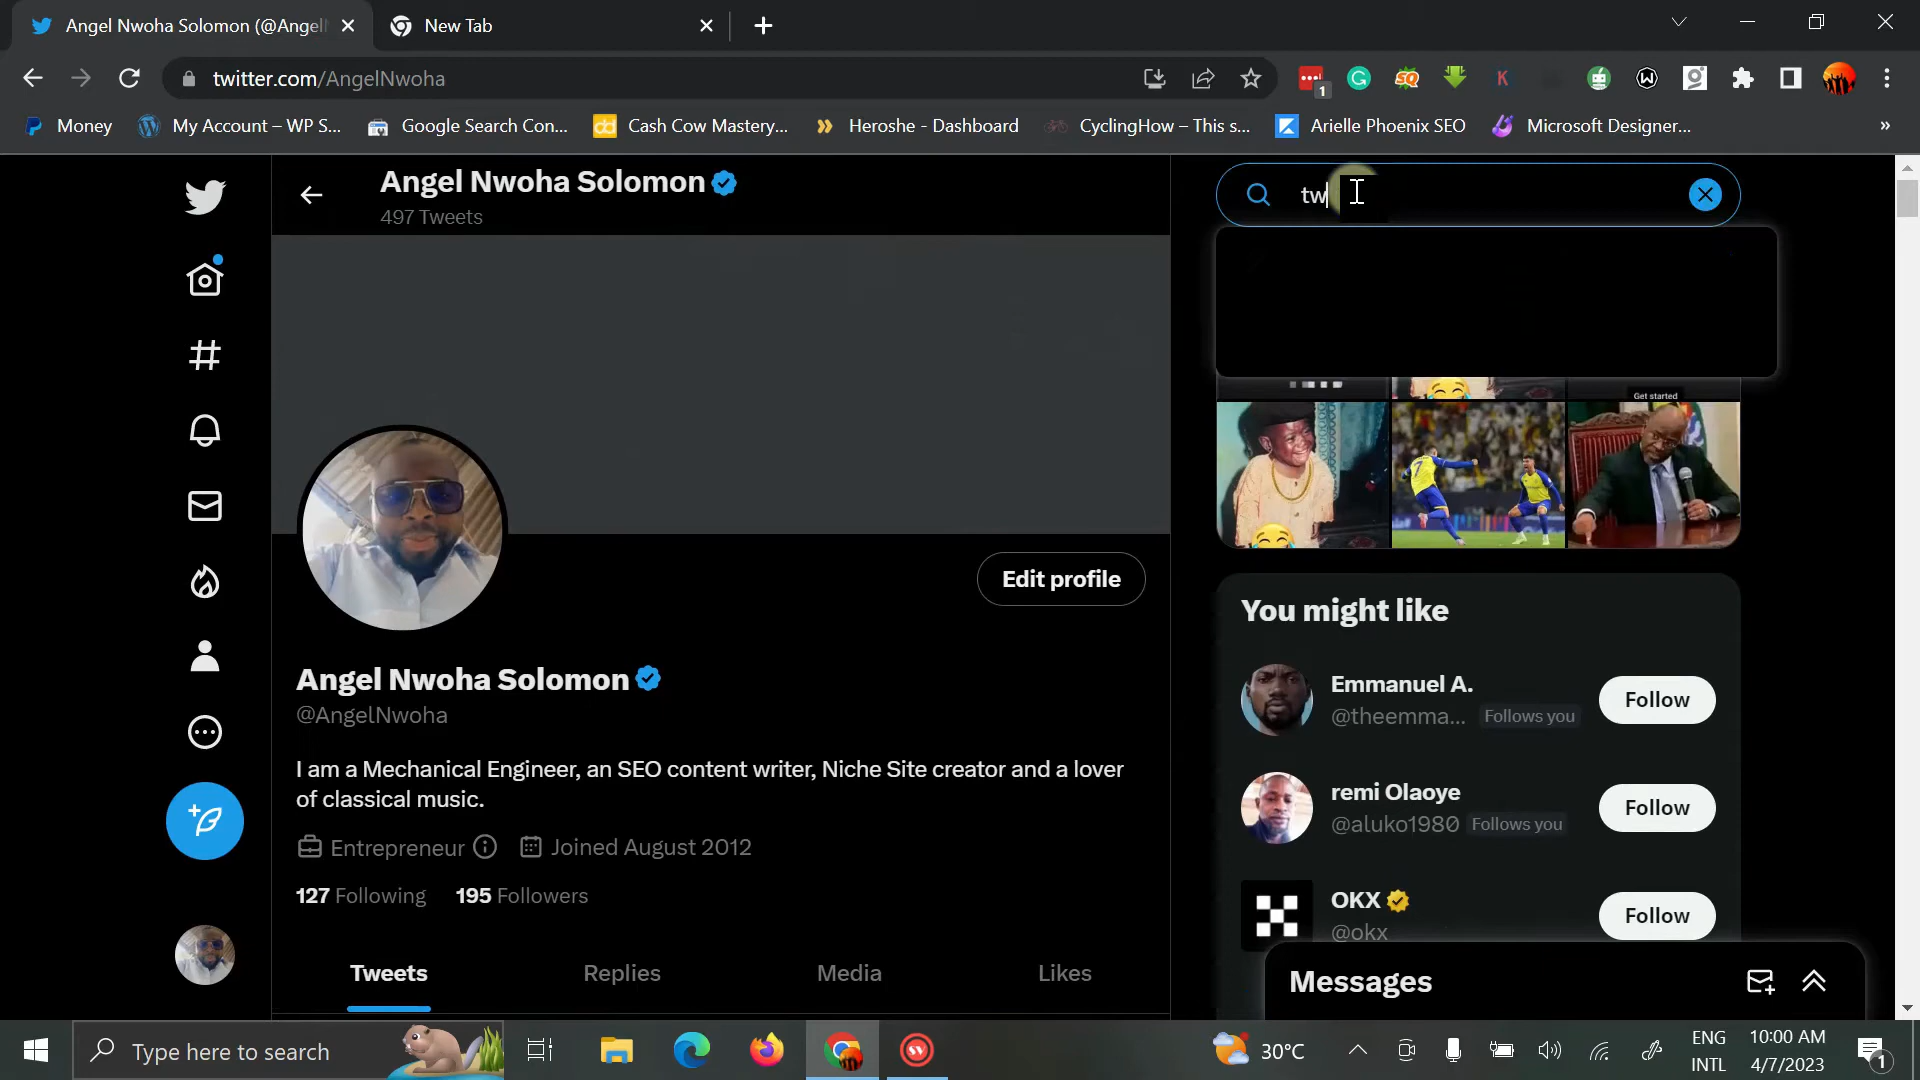 Angel Nwoha Solomon (@Angel
New Tab
twitter.com/AngelNwoha
1
Money
My Account – WP S...
Google Search Con...
Cash Cow Mastery...
Heroshe - Dashboard
CyclingHow – This s...
Arielle Phoenix SEO
Microsoft Designer...
»
Angel Nwoha Solomon
497 Tweets
tw
Get started
Edit profile
Angel Nwoha Solomon
@AngelNwoha
I am a Mechanical Engineer, an SEO content writer, Niche Site creator and a lover
of classical music.
Entrepreneur
Joined August 2012
127 Following
195 Followers
Tweets
Replies
Media
Likes
You might like
Emmanuel A.
@theemma... Follows you
Follow
remi Olaoye
@aluko1980 Follows you
Follow
OKX
@okx
Follow
Messages
Type here to search
30°C
ENG
INTL
10:00 AM
4/7/2023
1